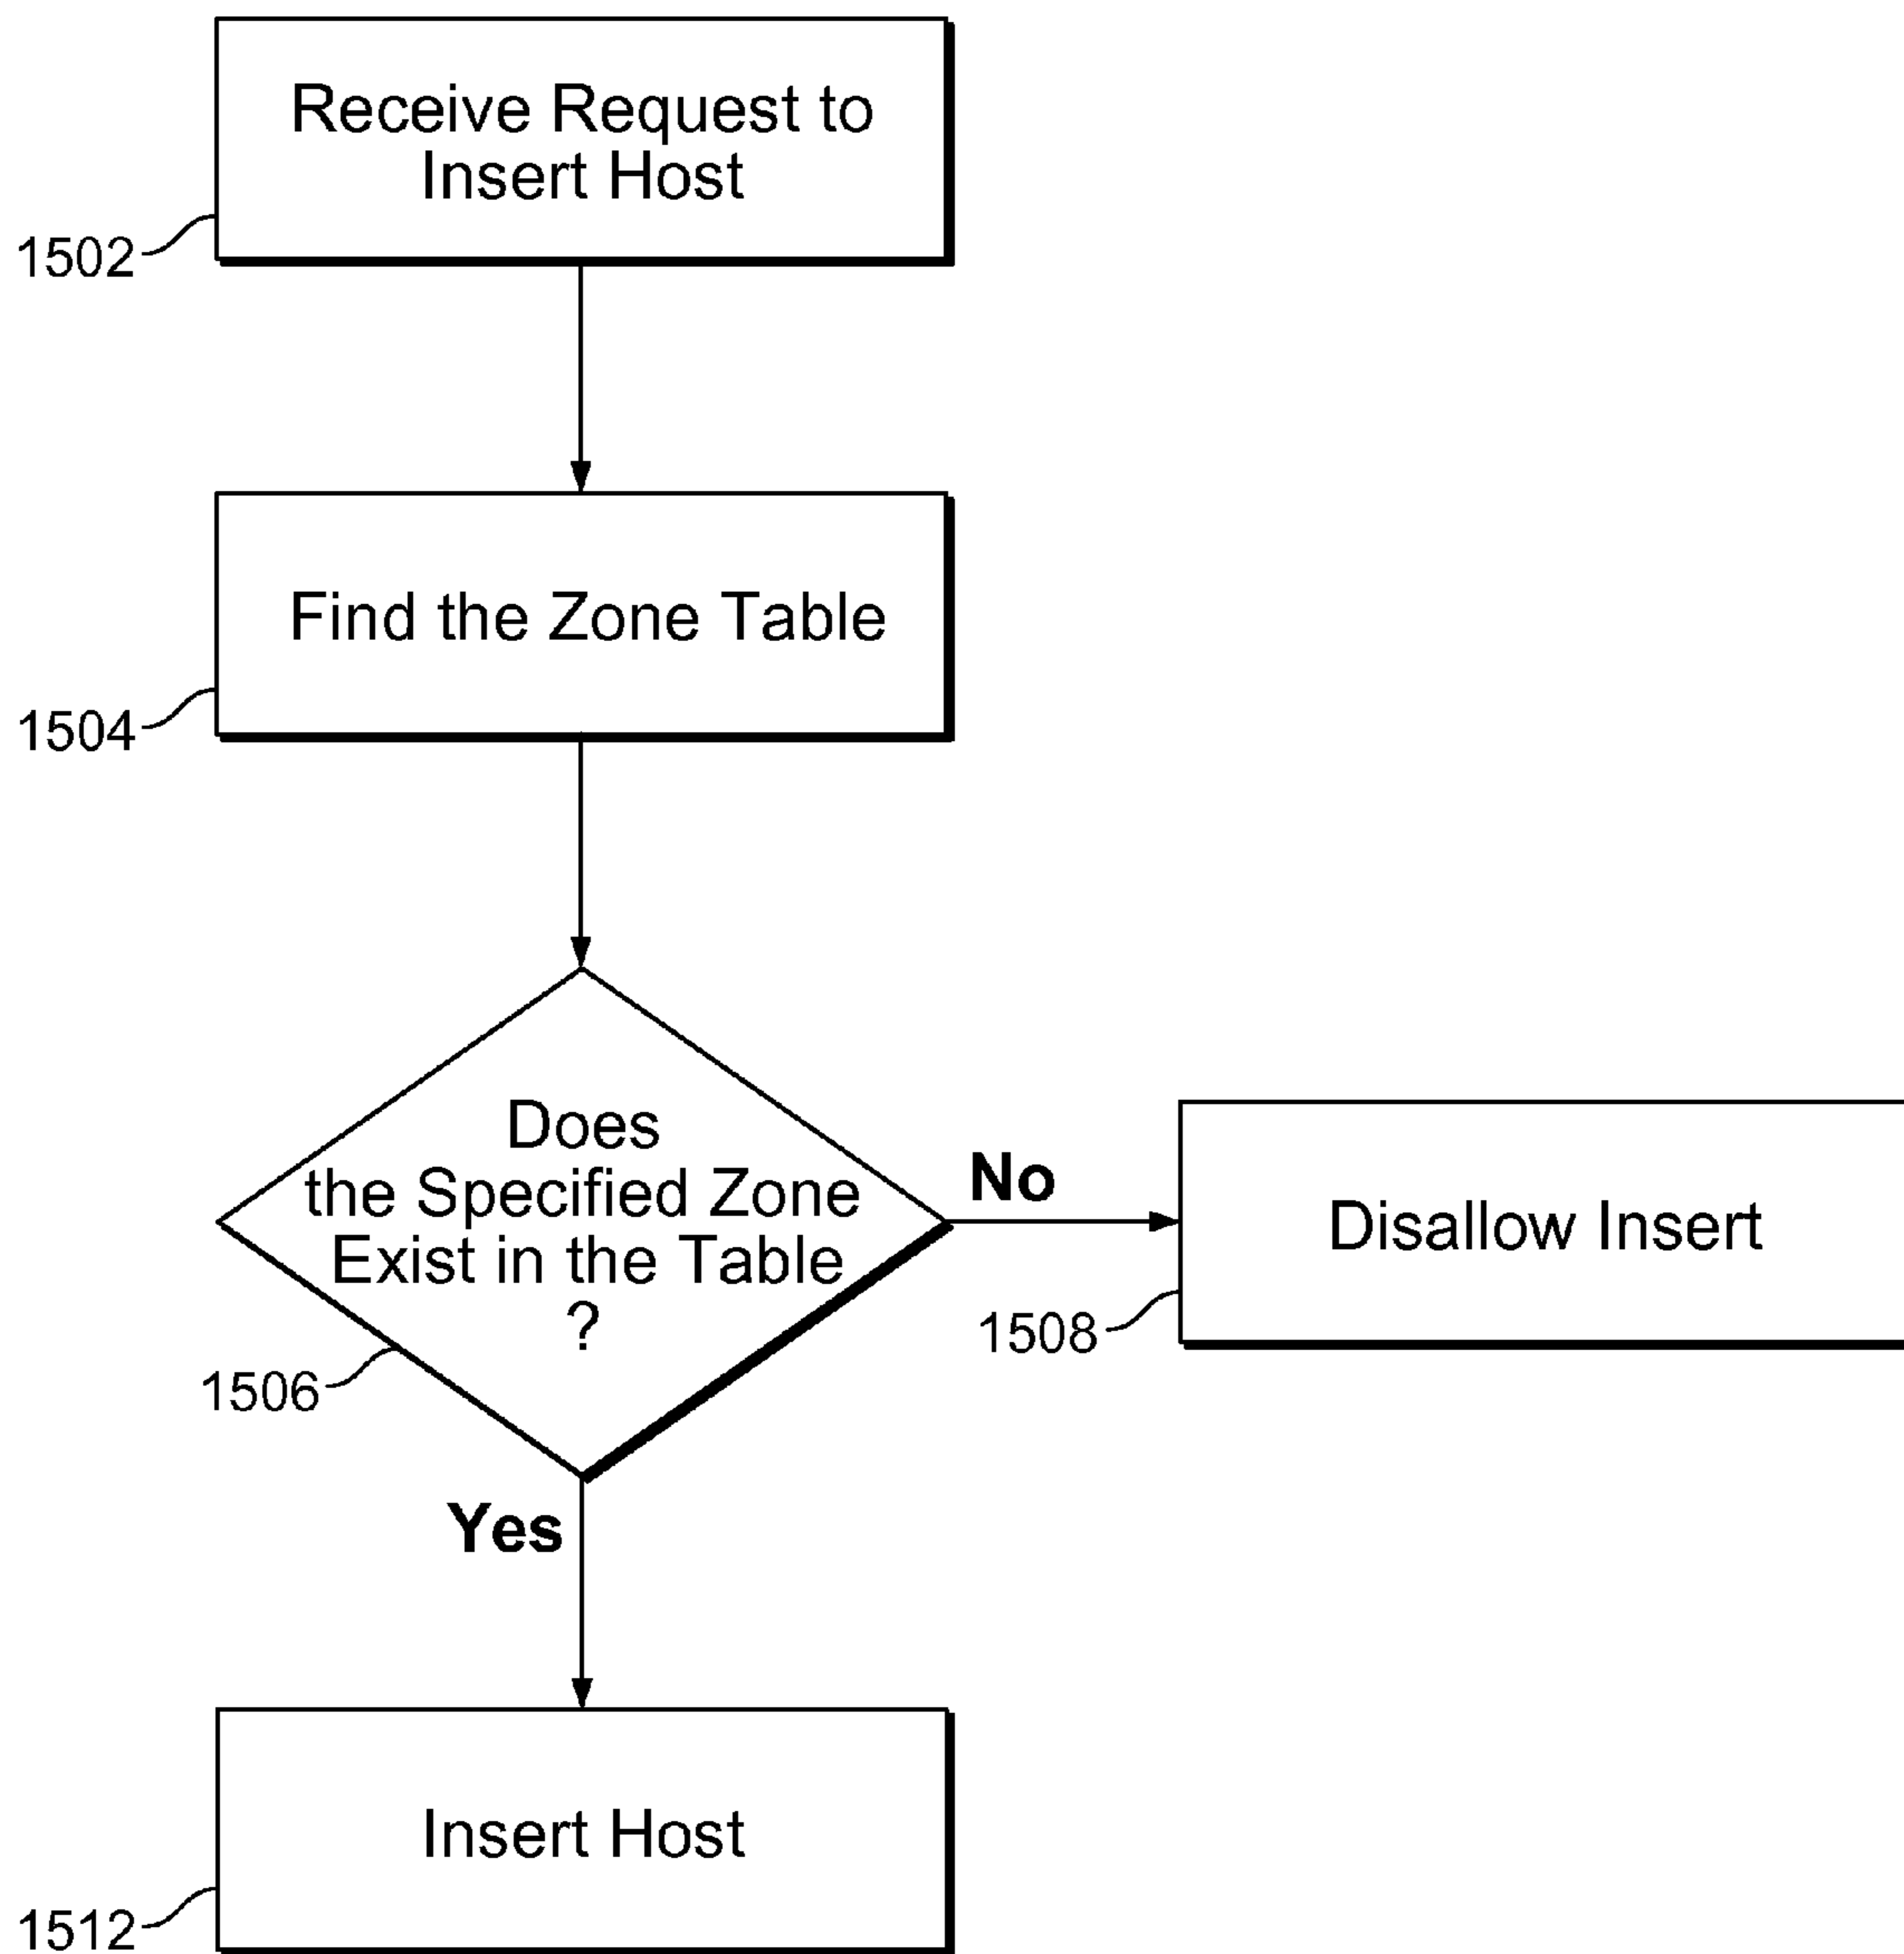 Receive Request to
Insert Host
1502
Find the Zone Table
1504
Does
the Specified Zone
Exist in the Table
?
1506
No
Disallow Insert
1508
Yes
Insert Host
1512